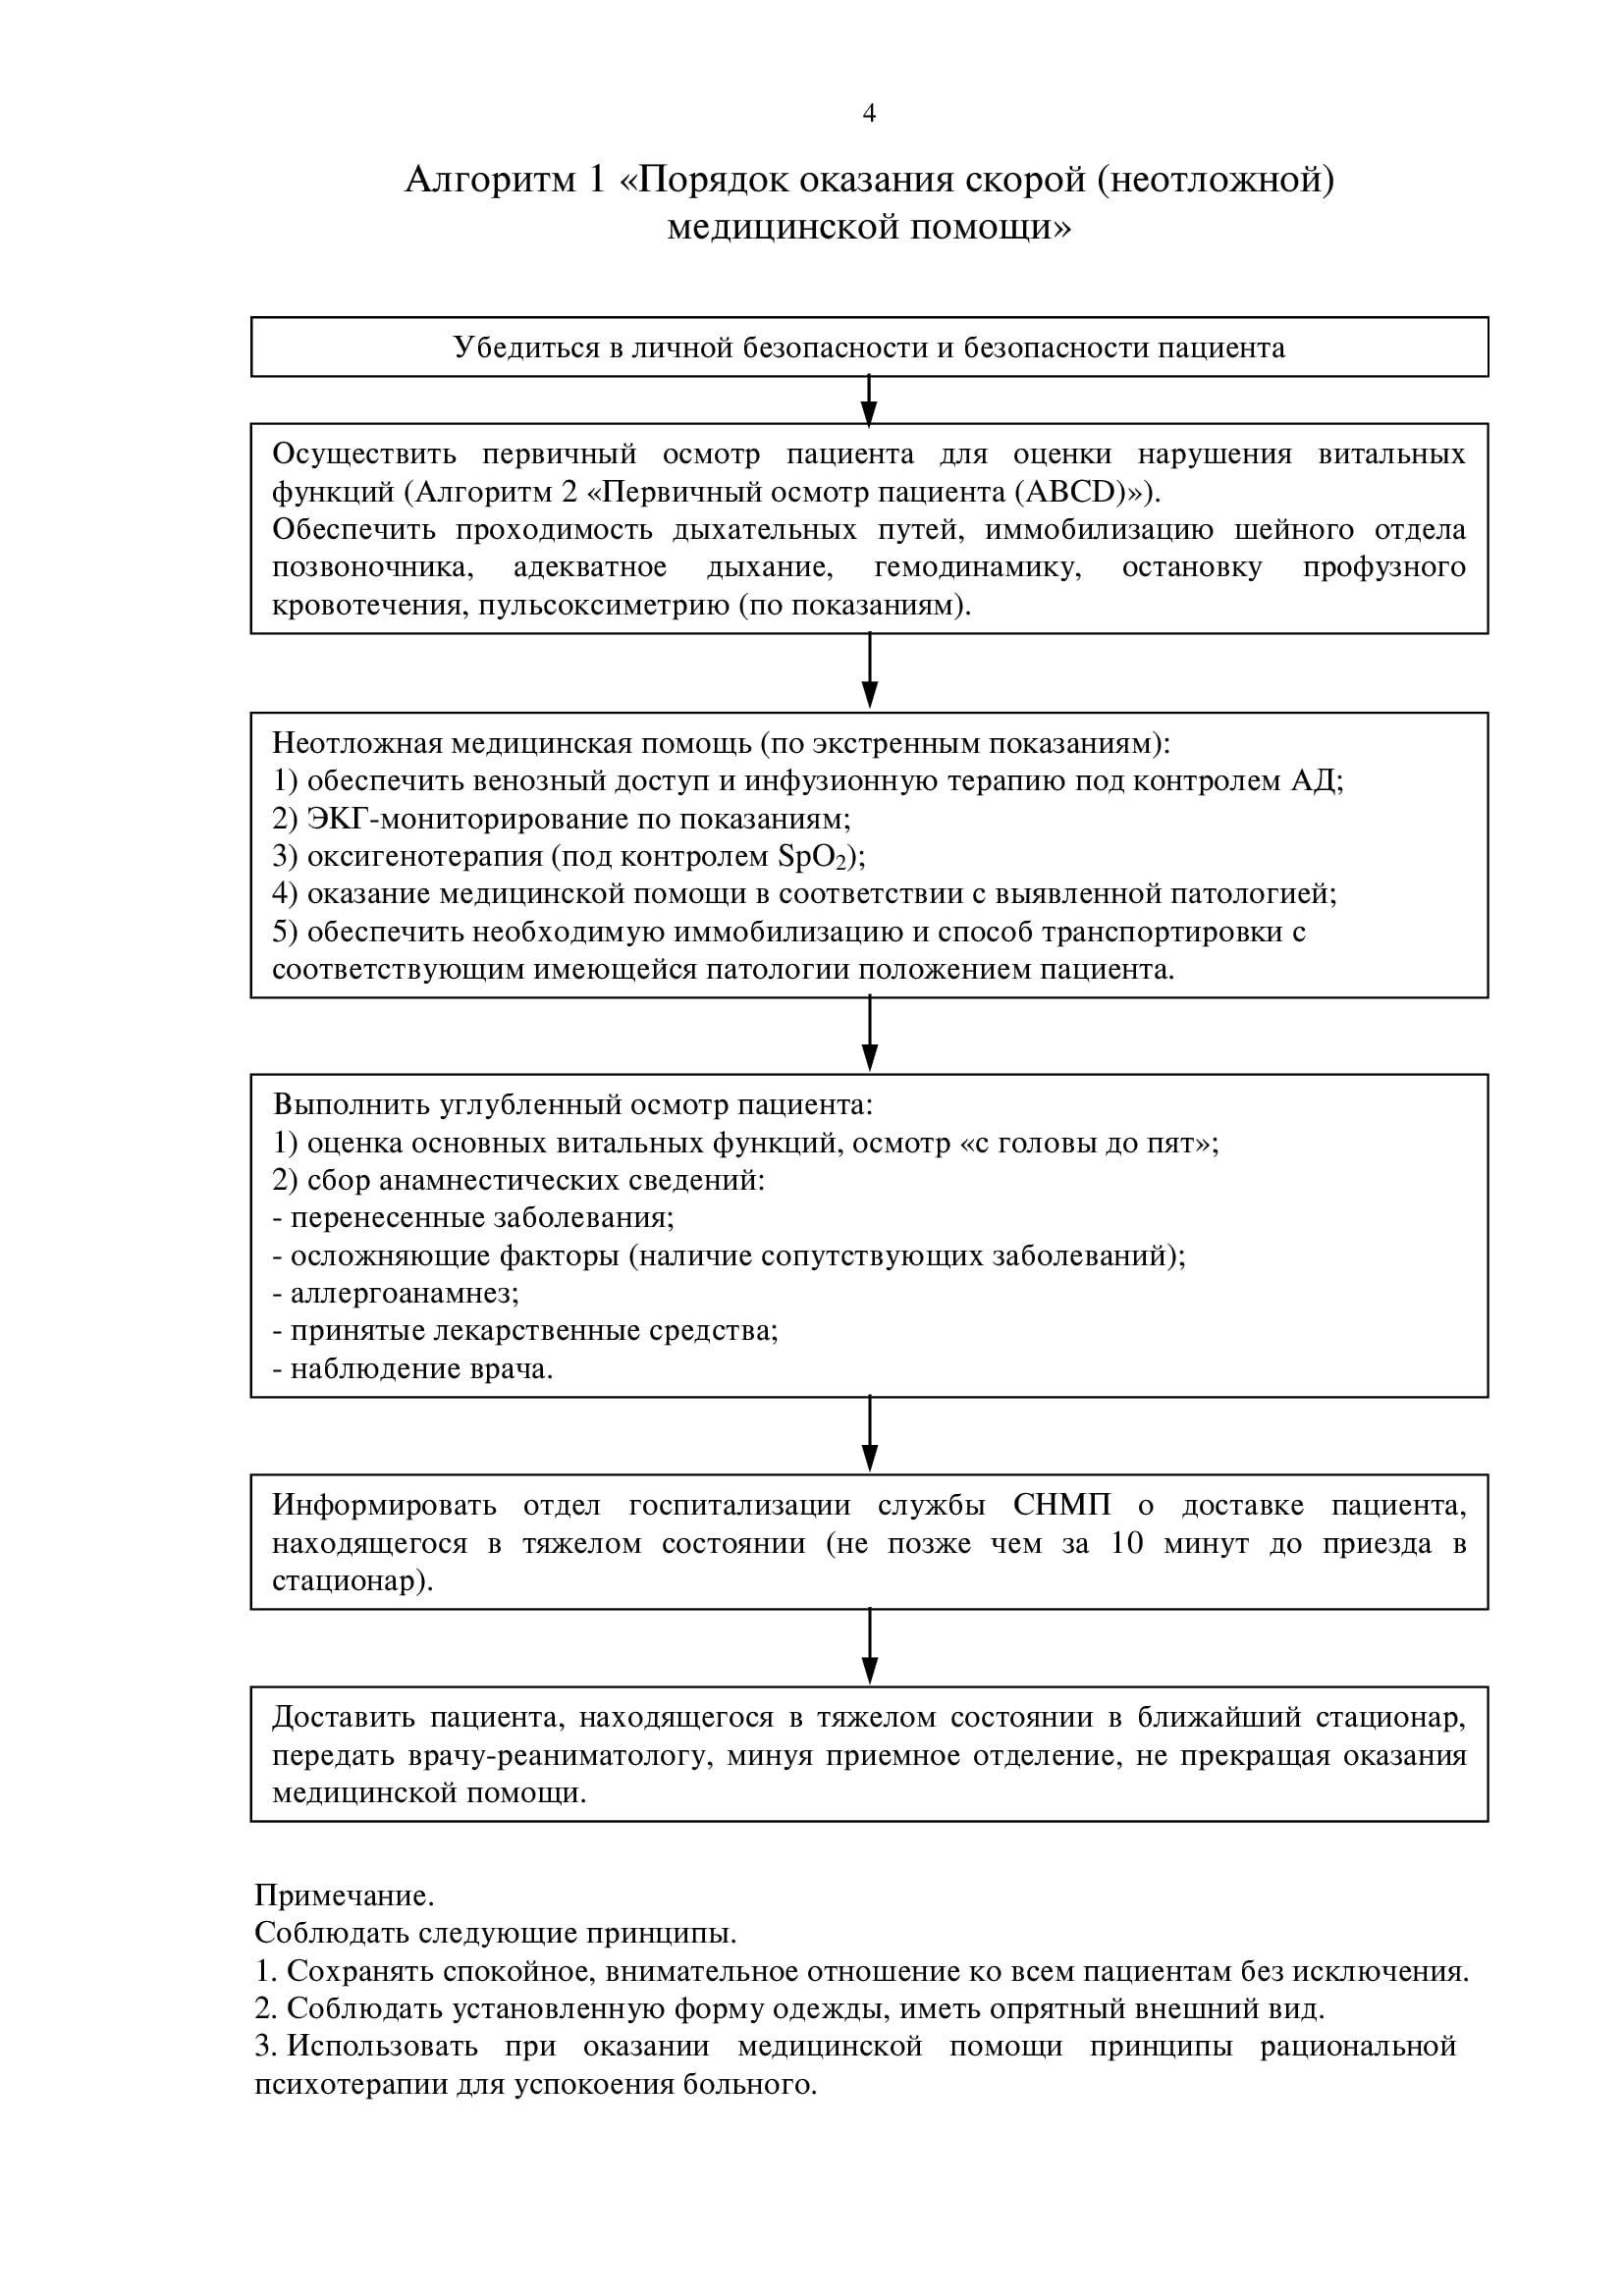 4
Алгоритм 1 «Порядок оказания скорой (неотложной)
медицинской помощи»
Убедиться в личной безопасности и безопасности пациента
Осуществить первичный осмотр пациента для оценки нарушения витальных
функций (Алгоритм 2 «Первичный осмотр пациента (ABCD)»).
Обеспечить проходимость дыхательных путей, иммобилизацию шейного отдела
позвоночника, адекватное дыхание, гемодинамику, остановку профузного
кровотечения, пульсоксиметрию (по показаниям).
Неотложная медицинская помощь (по экстренным показаниям):
1) обеспечить венозный доступ и инфузионную терапию под контролем АД;
2) ЭКГ-мониторирование по показаниям;
3) оксигенотерапия (под контролем SpO₂);
4) оказание медицинской помощи в соответствии с выявленной патологией;
5) обеспечить необходимую иммобилизацию и способ транспортировки с
соответствующим имеющейся патологии положением пациента.
Выполнить углубленный осмотр пациента:
1) оценка основных витальных функций, осмотр «с головы до пят»;
2) сбор анамнестических сведений:
- перенесенные заболевания;
- осложняющие факторы (наличие сопутствующих заболеваний);
- аллергоанамнез;
- принятые лекарственные средства;
- наблюдение врача.
Информировать отдел госпитализации службы СНМП о доставке пациента,
находящегося в тяжелом состоянии (не позже чем за 10 минут до приезда в
стационар).
Доставить пациента, находящегося в тяжелом состоянии в ближайший стационар,
передать врачу-реаниматологу, минуя приемное отделение, не прекращая оказания
медицинской помощи.
Примечание.
Соблюдать следующие принципы.
1. Сохранять спокойное, внимательное отношение ко всем пациентам без исключения.
2. Соблюдать установленную форму одежды, иметь опрятный внешний вид.
3. Использовать при оказании медицинской помощи принципы рациональной
психотерапии для успокоения больного.